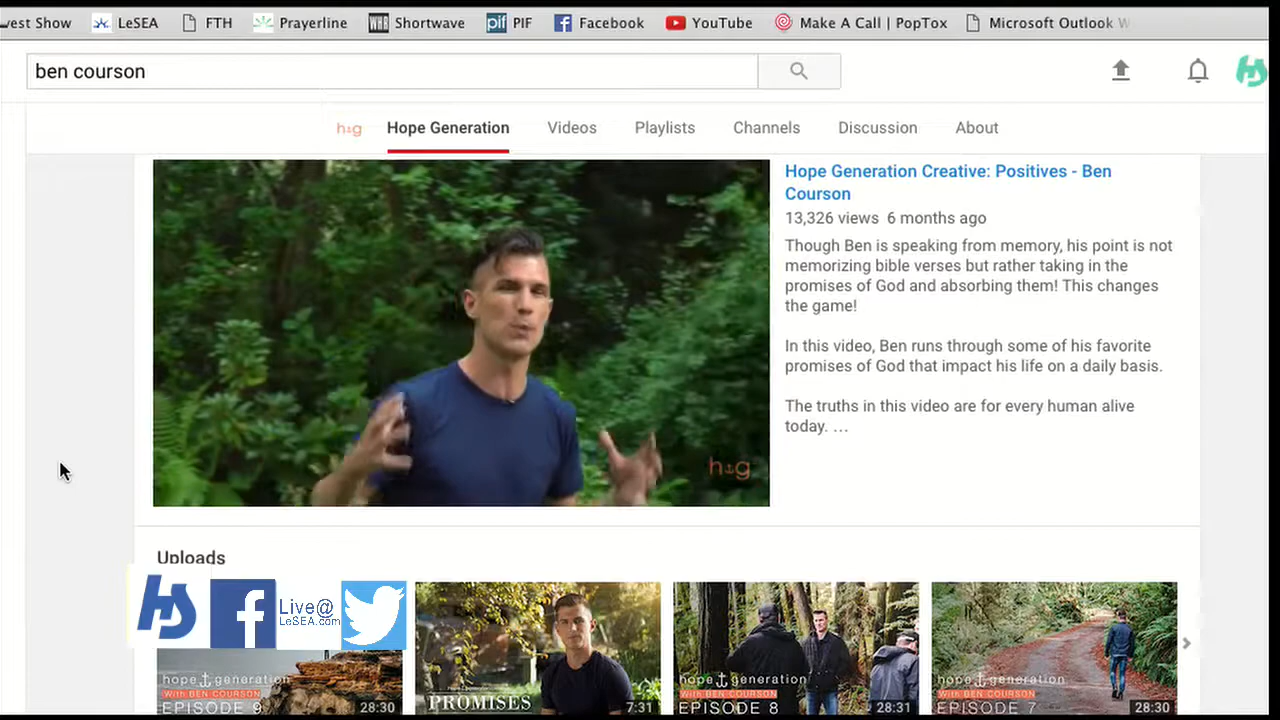 vest Show LeSEA FTH Prayerline WHR Shortwave pif PIF Facebook YouTube Make A Call | PopTox Microsoft Outlook W
ben courson
h g Hope Generation Videos Playlists Channels Discussion About
Hope Generation Creative: Positives - Ben
Courson
13,326 views 6 months ago
Though Ben is speaking from memory, his point is not
memorizing bible verses but rather taking in the
promises of God and absorbing them! This changes
the game!
In this video, Ben runs through some of his favorite
promises of God that impact his life on a daily basis.
The truths in this video are for every human alive
today. ...
h g
Uploads
Live@
LeSEA.com
hope generation
With BEN COURSON
EPISODE 9
28:30
PROMISES
7:31
hope generation
With BEN COURSON
EPISODE 8
28:31
hope generation
With BEN COURSON
EPISODE 7
28:30